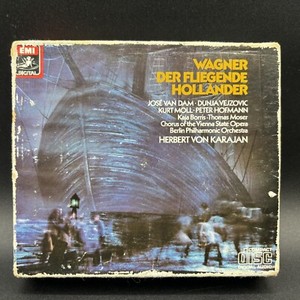 EMI
DIGITAL
WAGNER
DER FLIEGENDE
HOLLÄNDER
JOSÉ VAN DAM · DUNJA VEJZOVIC
KURT MOLL · PETER HOFMANN
Kaja Borris · Thomas Moser
Chorus of the Vienna State Opera
Berlin Philharmonic Orchestra
HERBERT VON KARAJAN
COMPACT
DISC